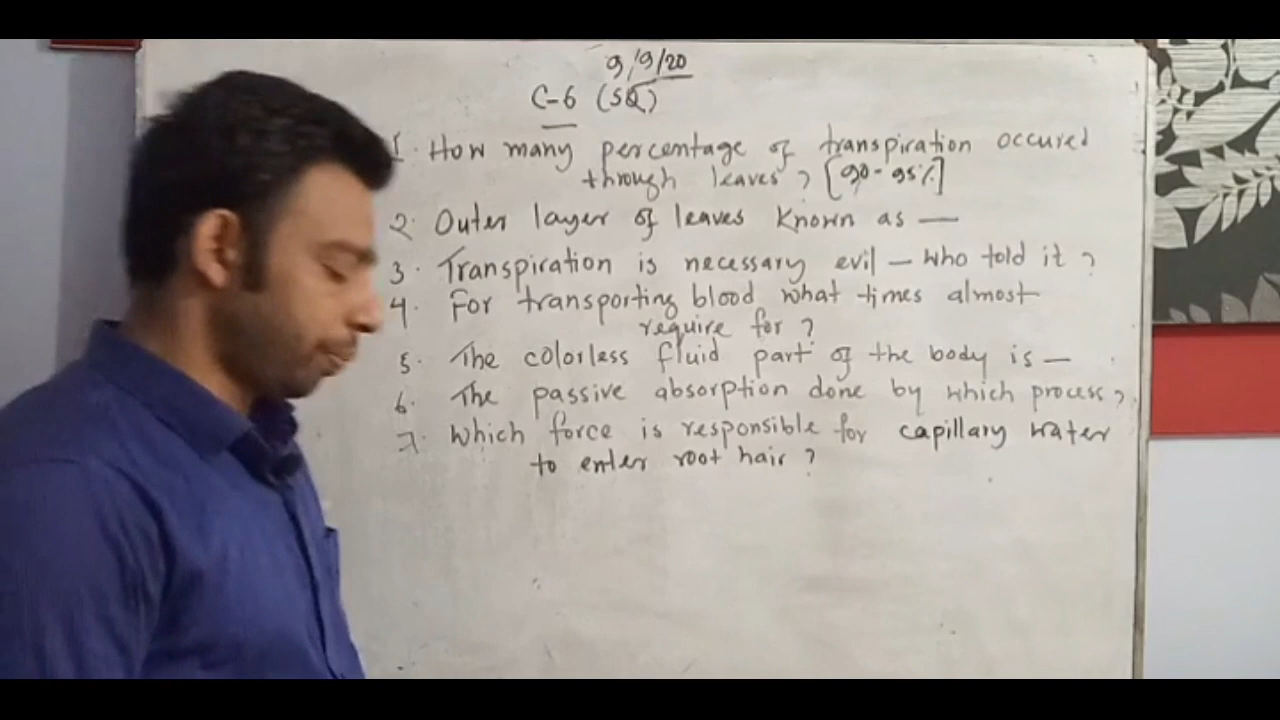 9/9/20
C-6 (SQ)
1. How many percentage of transpiration occured
through leaves ? [90-95%]
2. Outer layer of leaves known as —
3. Transpiration is necessary evil — who told it ?
4. For transporting blood what times almost
require for ?
5. The colorless fluid part of the body is —
6. The passive absorption done by which process ?
7. Which force is responsible for capillary water
to enter root hair ?